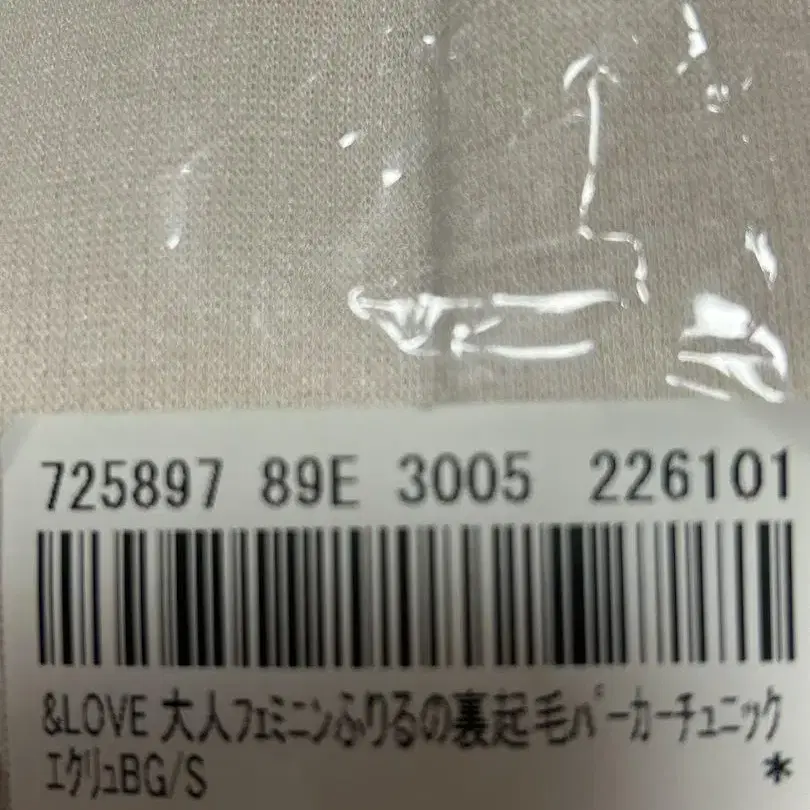 725897 89E 3005 226101
&LOVE 大人ﾌｪﾐﾆﾝふりるの裏起毛ﾊﾟｰｶｰﾁｭﾆｯｸ
ｴｸﾘｭBG/S *